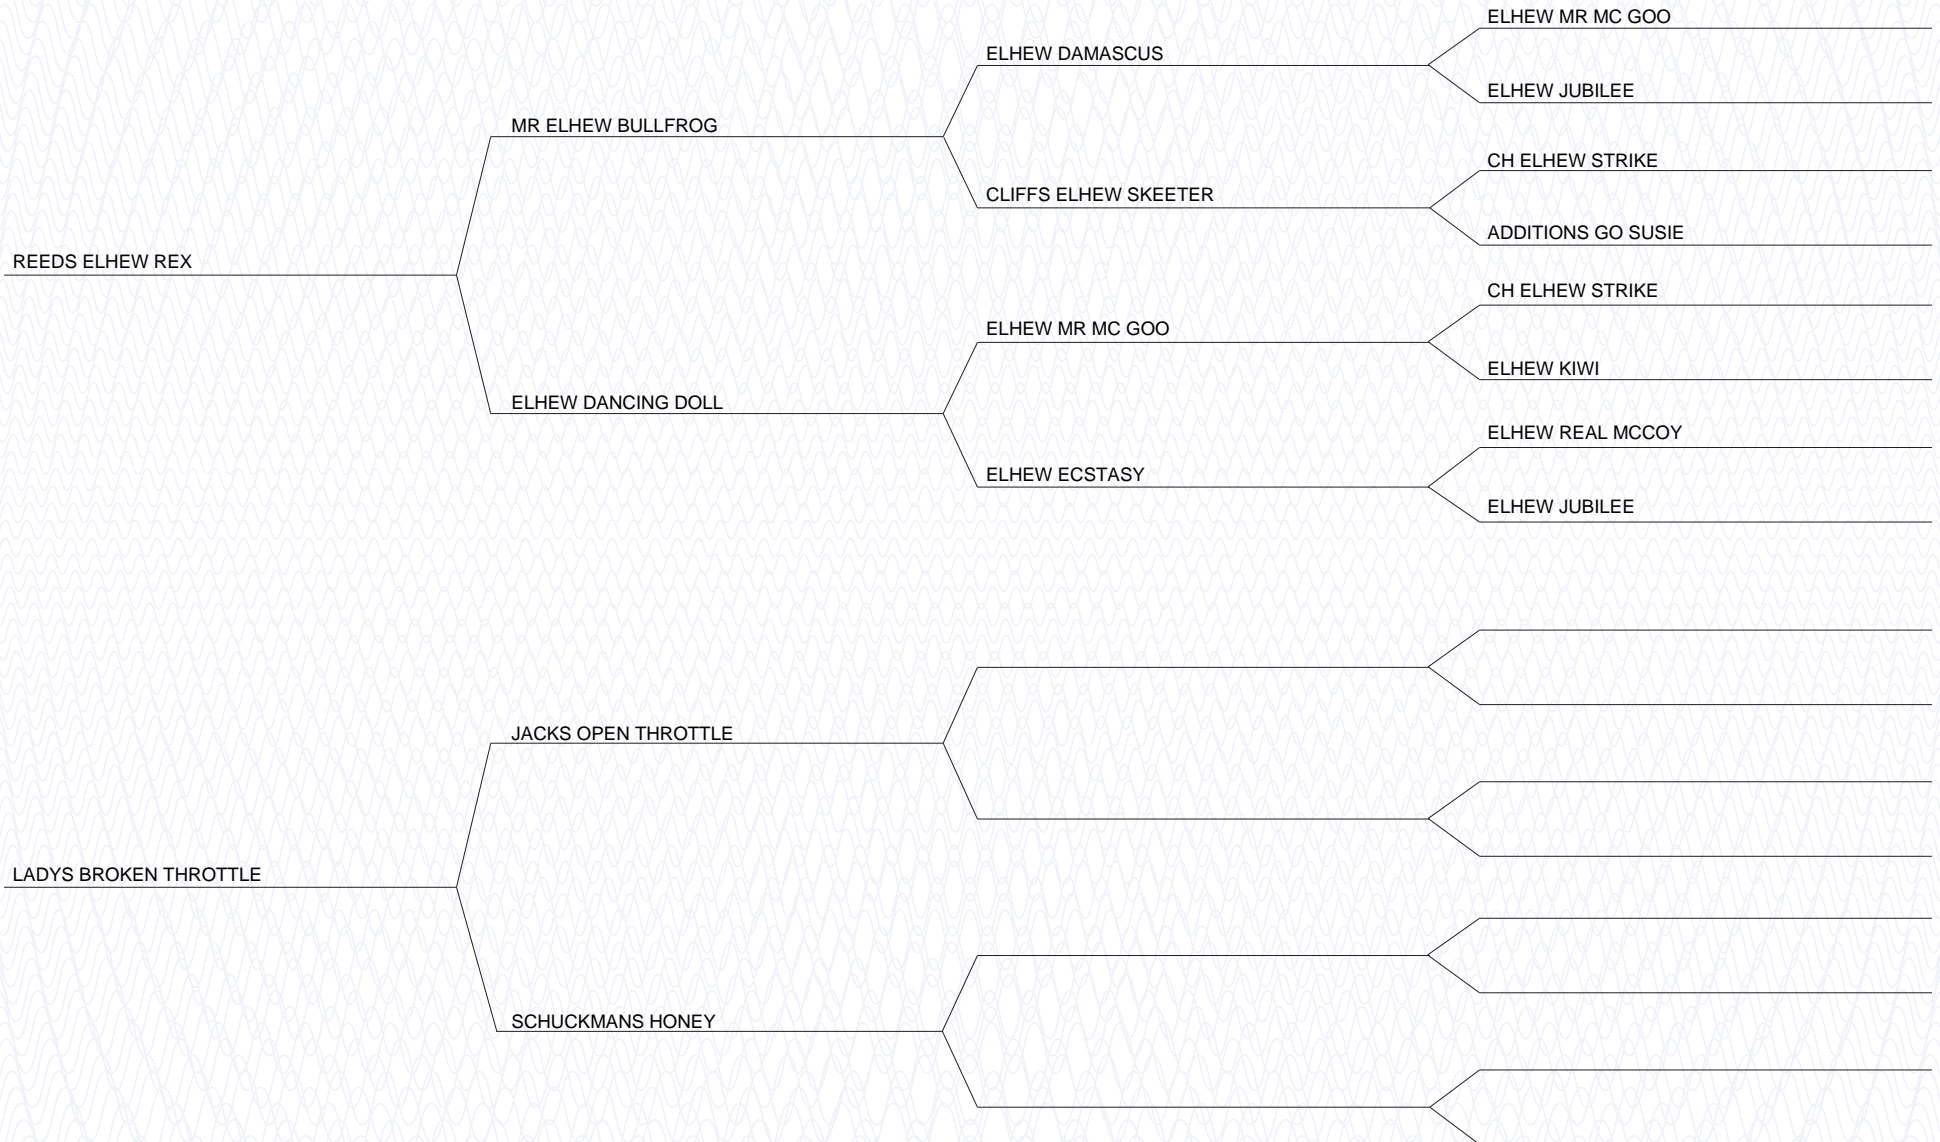 ELHEW MR MC GOO
ELHEW DAMASCUS
ELHEW JUBILEE
MR ELHEW BULLFROG
CH ELHEW STRIKE
CLIFFS ELHEW SKEETER
ADDITIONS GO SUSIE
REEDS ELHEW REX
CH ELHEW STRIKE
ELHEW MR MC GOO
ELHEW KIWI
ELHEW DANCING DOLL
ELHEW REAL MCCOY
ELHEW ECSTASY
ELHEW JUBILEE
JACKS OPEN THROTTLE
LADYS BROKEN THROTTLE
SCHUCKMANS HONEY